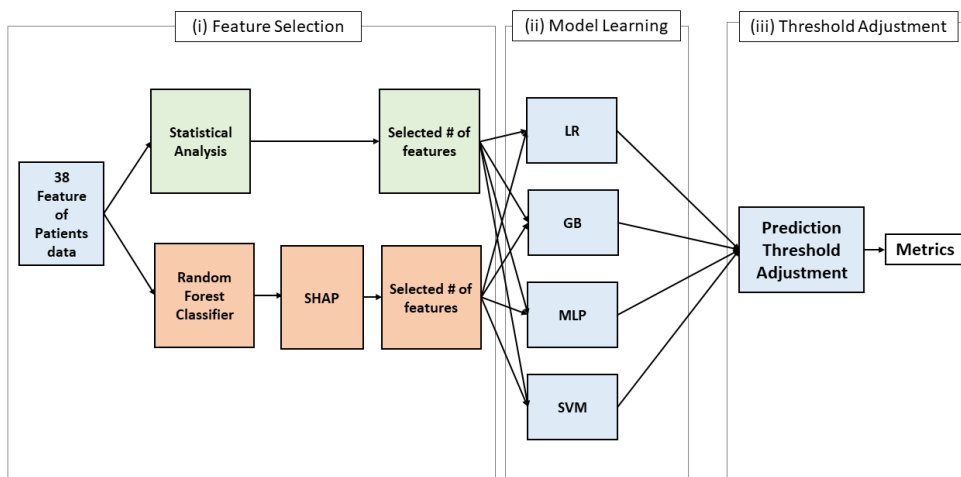 (i) Feature Selection
(ii) Model Learning
(iii) Threshold Adjustment
38
Feature
of
Patients
data
Statistical
Analysis
Selected # of
features
Random
Forest
Classifier
SHAP
Selected # of
features
LR
GB
MLP
SVM
Prediction
Threshold
Adjustment
Metrics